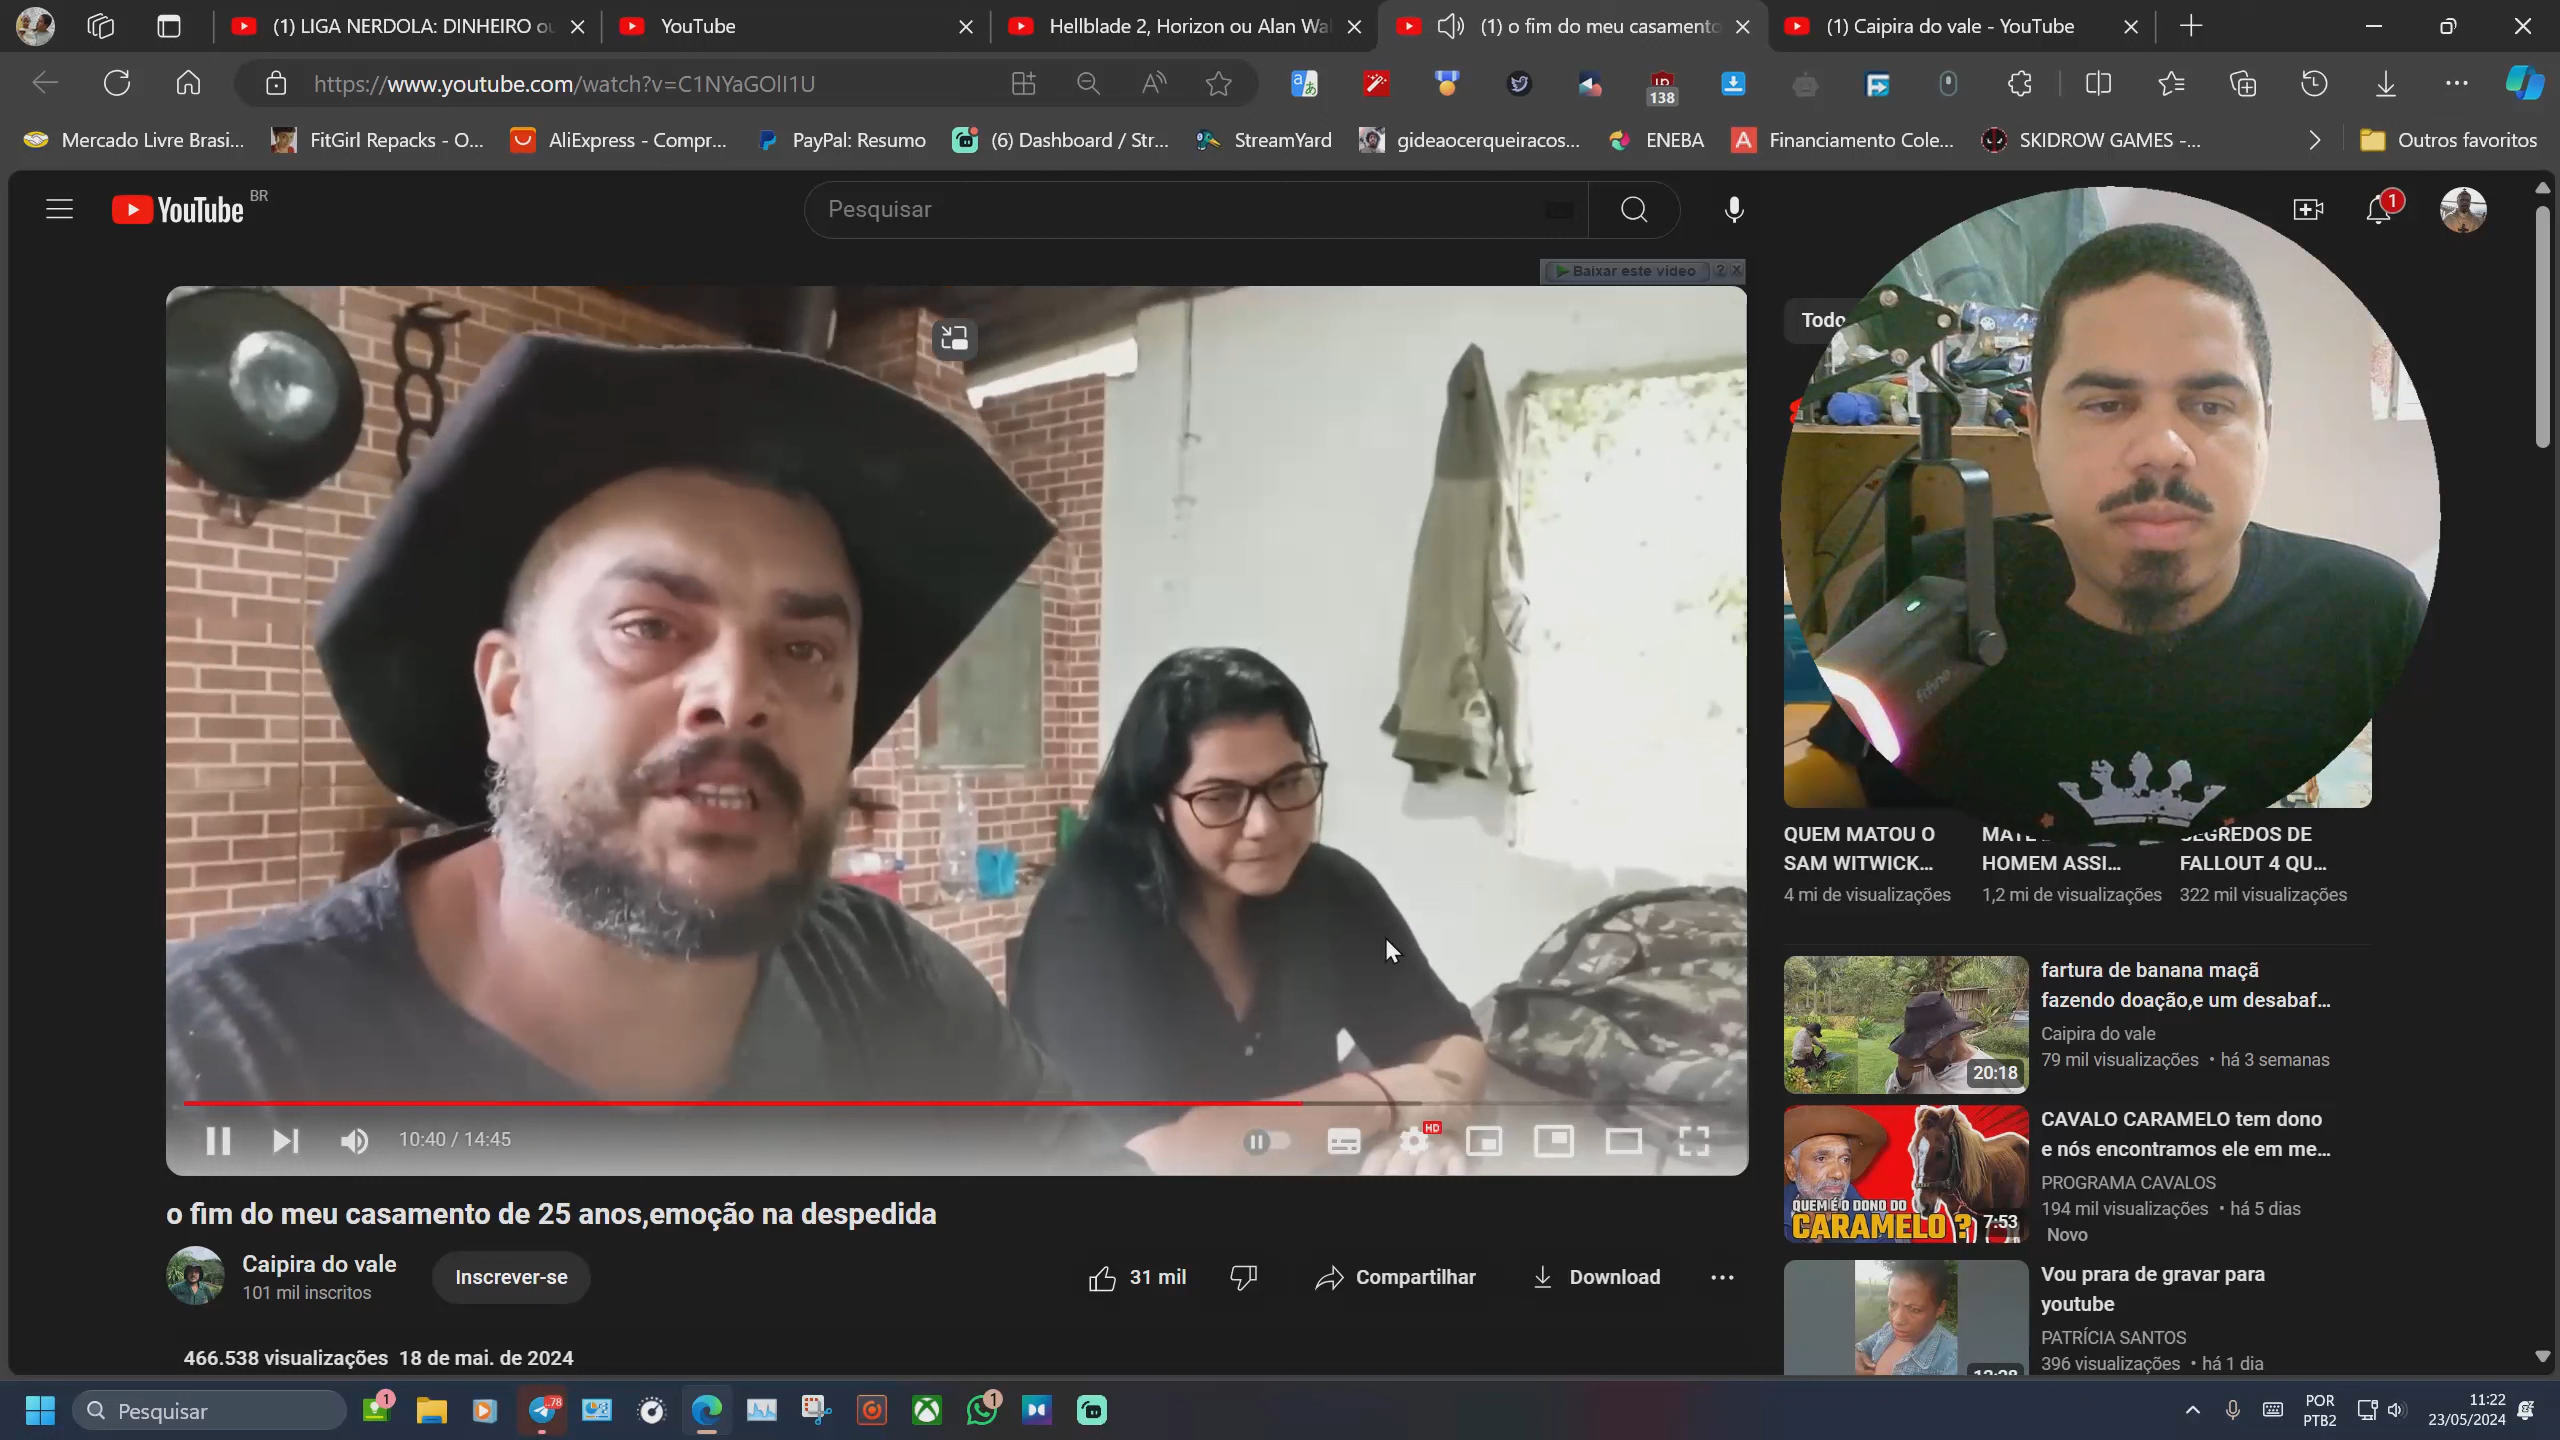 (1) LIGA NERDOLA: DINHEIRO ou
YouTube
Hellblade 2, Horizon ou Alan Wa
(1) o fim do meu casamento
(1) Caipira do vale - YouTube
https://www.youtube.com/watch?v=C1NYaGOlI1U
138
Mercado Livre Brasi...
FitGirl Repacks - O...
AliExpress - Compr...
PayPal: Resumo
(6) Dashboard / Str...
StreamYard
gideaocerqueiracos...
ENEBA
Financiamento Cole...
SKIDROW GAMES -...
Outros favoritos
YouTube BR
Pesquisar
1
Baixar este vídeo ? X
Todo
fifine
QUEM MATOU O
SAM WITWICK...
4 mi de visualizações
HOMEM ASSI...
1,2 mi de visualizações
SEGREDOS DE
FALLOUT 4 QU...
322 mil visualizações
10:40 / 14:45
HD
o fim do meu casamento de 25 anos,emoção na despedida
Caipira do vale
101 mil inscritos
Inscrever-se
31 mil
Compartilhar
Download
466.538 visualizações 18 de mai. de 2024
fartura de banana maçã
fazendo doação,e um desabaf...
Caipira do vale
79 mil visualizações • há 3 semanas
20:18
CAVALO CARAMELO tem dono
e nós encontramos ele em me...
PROGRAMA CAVALOS
194 mil visualizações • há 5 dias
Novo
QUEM É O DONO DO
CARAMELO ?
7:53
Vou prara de gravar para
youtube
PATRÍCIA SANTOS
396 visualizações • há 1 dia
Pesquisar
1
78
1
POR
PTB2
11:22
23/05/2024